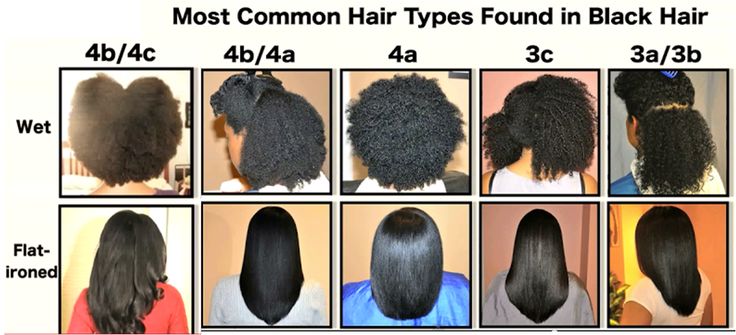 Most Common Hair Types Found in Black Hair
4b/4c 4b/4a 4a 3c 3a/3b
Wet
Flat-
ironed